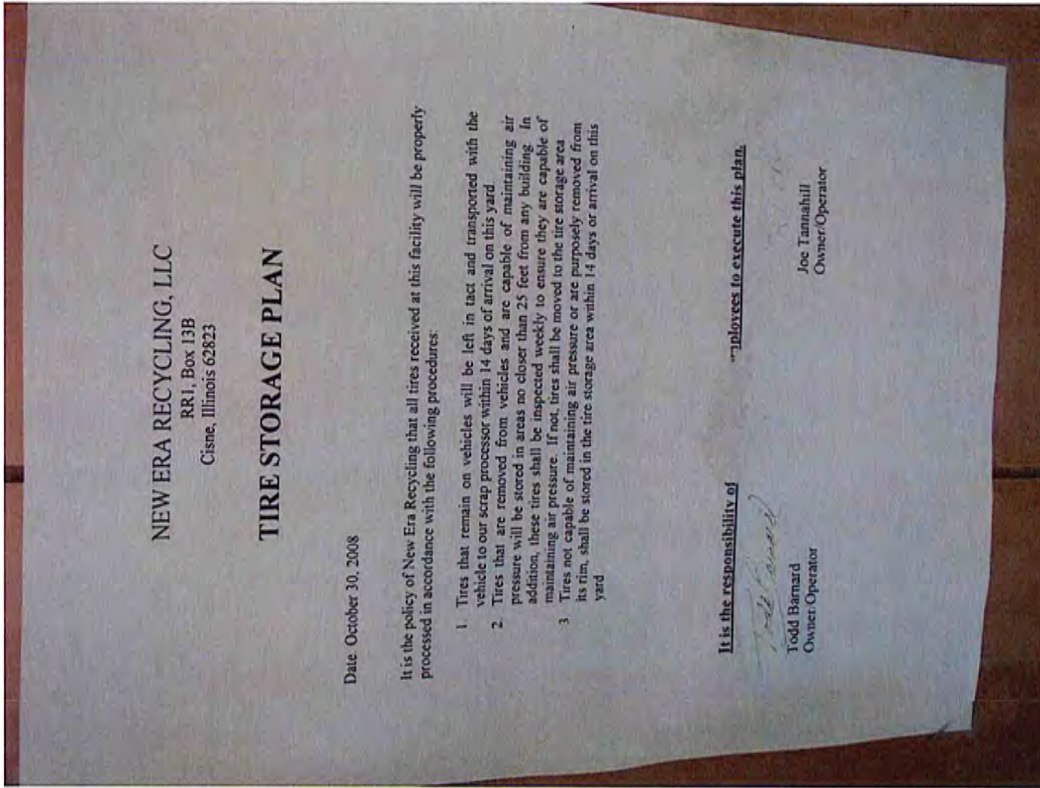 NEW ERA RECYCLING, LLC
RR1, Box 13B
Cisne, Illinois 62823
TIRE STORAGE PLAN
Date October 30, 2008
It is the policy of New Era Recycling that all tires received at this facility will be properly
processed in accordance with the following procedures:
1 Tires that remain on vehicles will be left in tact and transported with the
vehicle to our scrap processor within 14 days of arrival on this yard.
2. Tires that are removed from vehicles and are capable of maintaining air
pressure will be stored in areas no closer than 25 feet from any building. In
addition, these tires shall be inspected weekly to ensure they are capable of
maintaining air pressure. If not, tires shall be moved to the tire storage area
3 Tires not capable of maintaining air pressure or are purposely removed from
its rim, shall be stored in the tire storage area within 14 days or arrival on this
yard
It is the responsibility of mployees to execute this plan.
Todd Barnard
Todd Barnard Joe Tannahill
Owner/Operator Owner/Operator